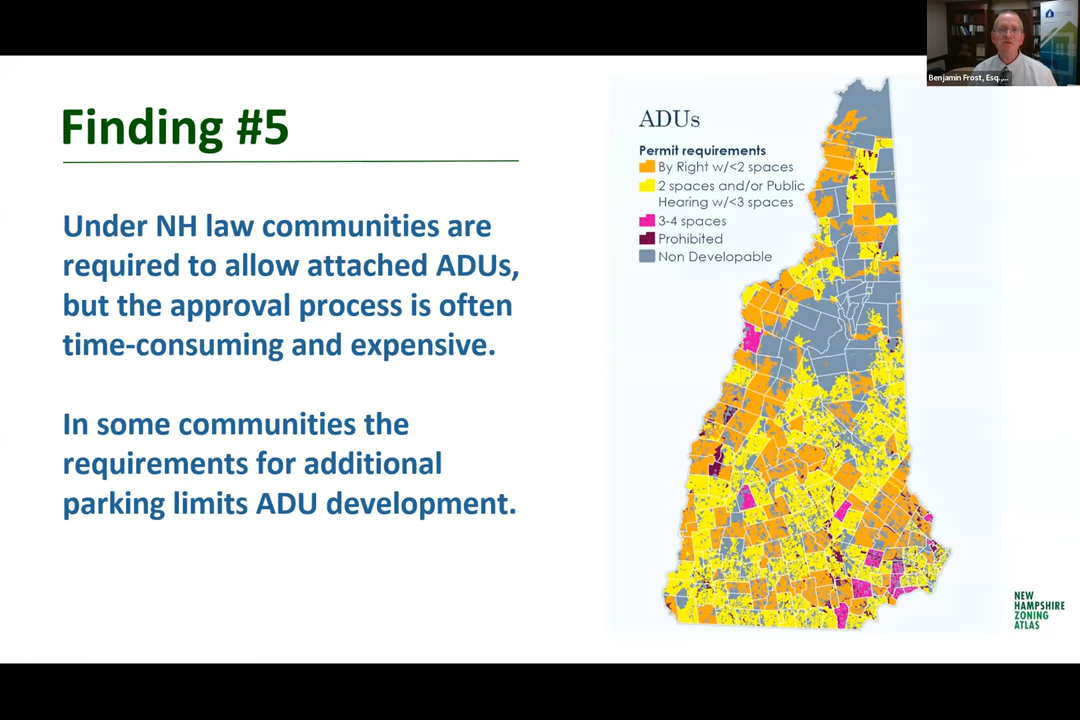 Benjamin Frost, Esq.,...
Finding #5
Under NH law communities are
required to allow attached ADUs,
but the approval process is often
time-consuming and expensive.
In some communities the
requirements for additional
parking limits ADU development.
ADUs
Permit requirements
By Right w/<2 spaces
2 spaces and/or Public
Hearing w/<3 spaces
3-4 spaces
Prohibited
Non Developable
NEW
HAMPSHIRE
ZONING
ATLAS